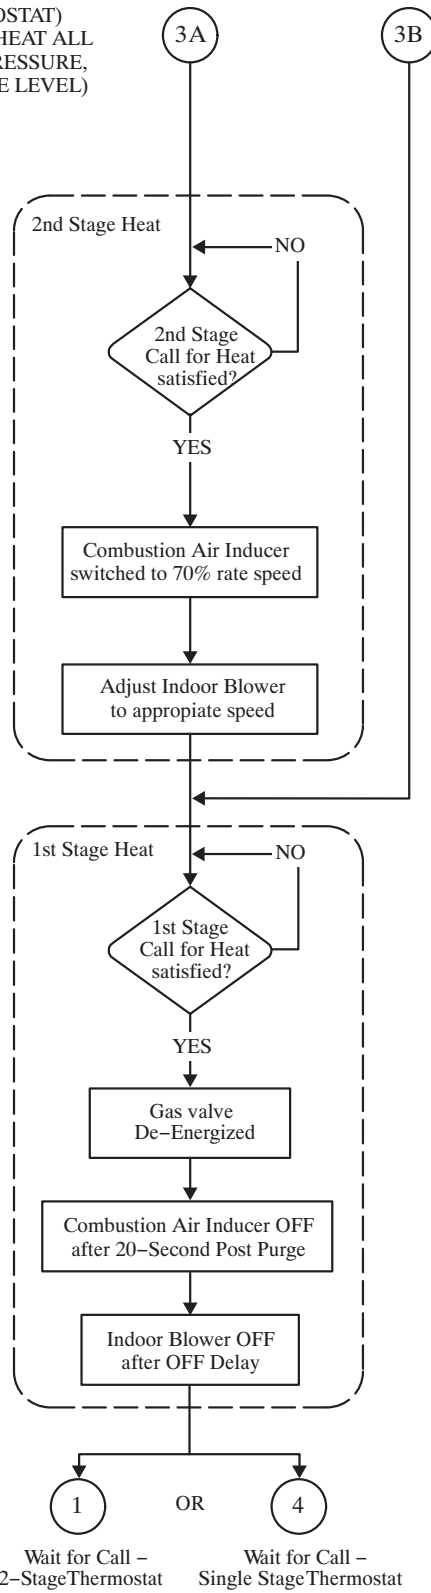 OSTAT)
HEAT ALL
RESSURE,
E LEVEL)
3A
3B
2nd Stage Heat
NO
2nd Stage
Call for Heat
satisfied?
YES
Combustion Air Inducer
switched to 70% rate speed
Adjust Indoor Blower
to appropiate speed
1st Stage Heat
NO
1st Stage
Call for Heat
satisfied?
YES
Gas valve
De–Energized
Combustion Air Inducer OFF
after 20–Second Post Purge
Indoor Blower OFF
after OFF Delay
1
OR
4
Wait for Call –
2–StageThermostat
Wait for Call –
Single StageThermostat